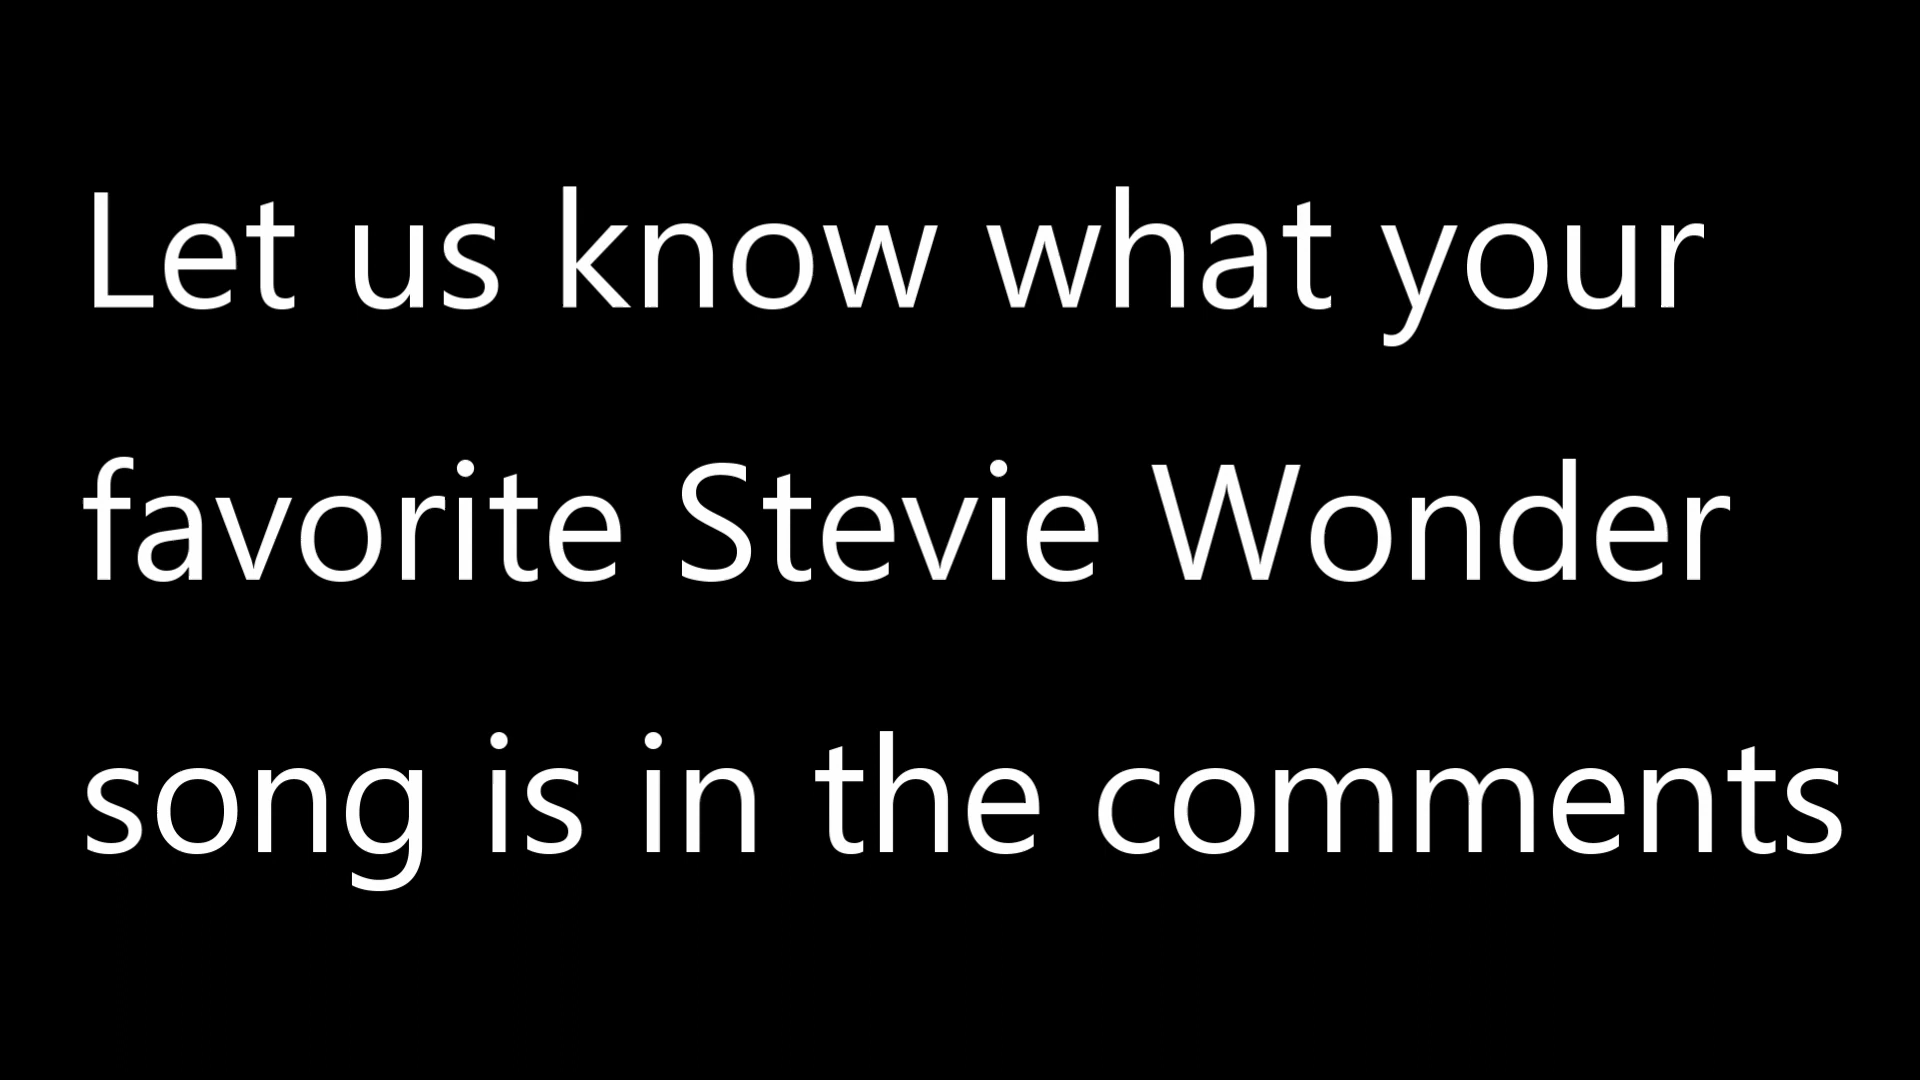 Let us know what your
favorite Stevie Wonder
song is in the comments